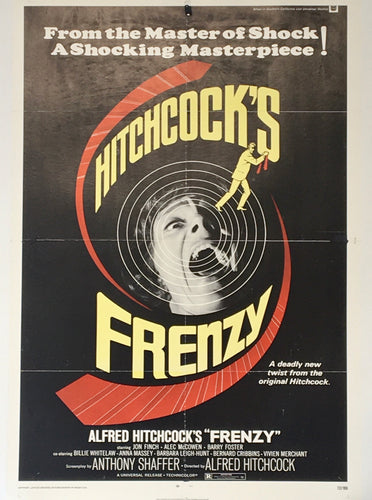 From the Master of Shock
A Shocking Masterpiece!
HITCHCOCK'S
FRENZY
A deadly new
twist from the
original Hitchcock.
ALFRED HITCHCOCK'S "FRENZY"
starring JON FINCH · ALEC McCOWEN · BARRY FOSTER
co-starring BILLIE WHITELAW · ANNA MASSEY · BARBARA LEIGH-HUNT · BERNARD CRIBBINS · VIVIEN MERCHANT
Screenplay by ANTHONY SHAFFER · Directed by ALFRED HITCHCOCK
A UNIVERSAL RELEASE · TECHNICOLOR®
R